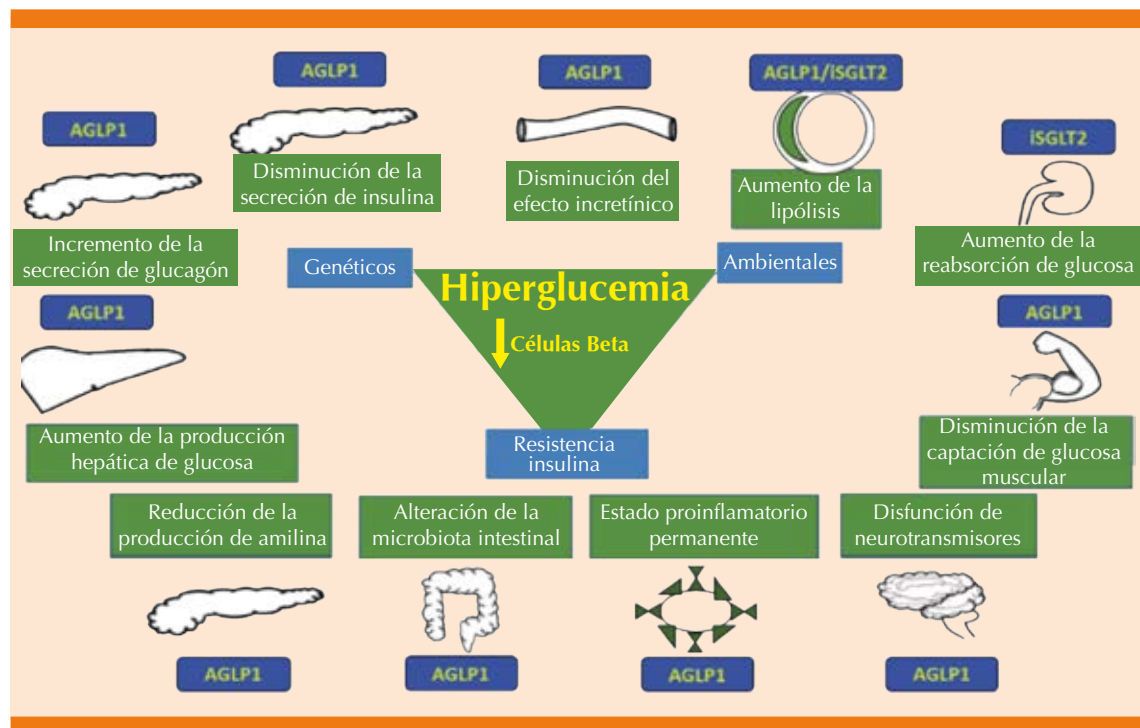 AGLP1
Disminución de la
secreción de insulina
AGLP1
Disminución del
efecto incretínico
AGLP1/iSGLT2
Aumento de la
lipólisis
AGLP1
Incremento de la
secreción de glucagón
iSGLT2
Aumento de la
reabsorción de glucosa
Genéticos
Hiperglucemia
Células Beta
Ambientales
AGLP1
Aumento de la producción
hepática de glucosa
AGLP1
Disminución de la
captación de glucosa
muscular
Resistencia
insulina
Reducción de la
producción de amilina
AGLP1
Alteración de la
microbiota intestinal
AGLP1
Estado proinflamatorio
permanente
AGLP1
Disfunción de
neurotransmisores
AGLP1